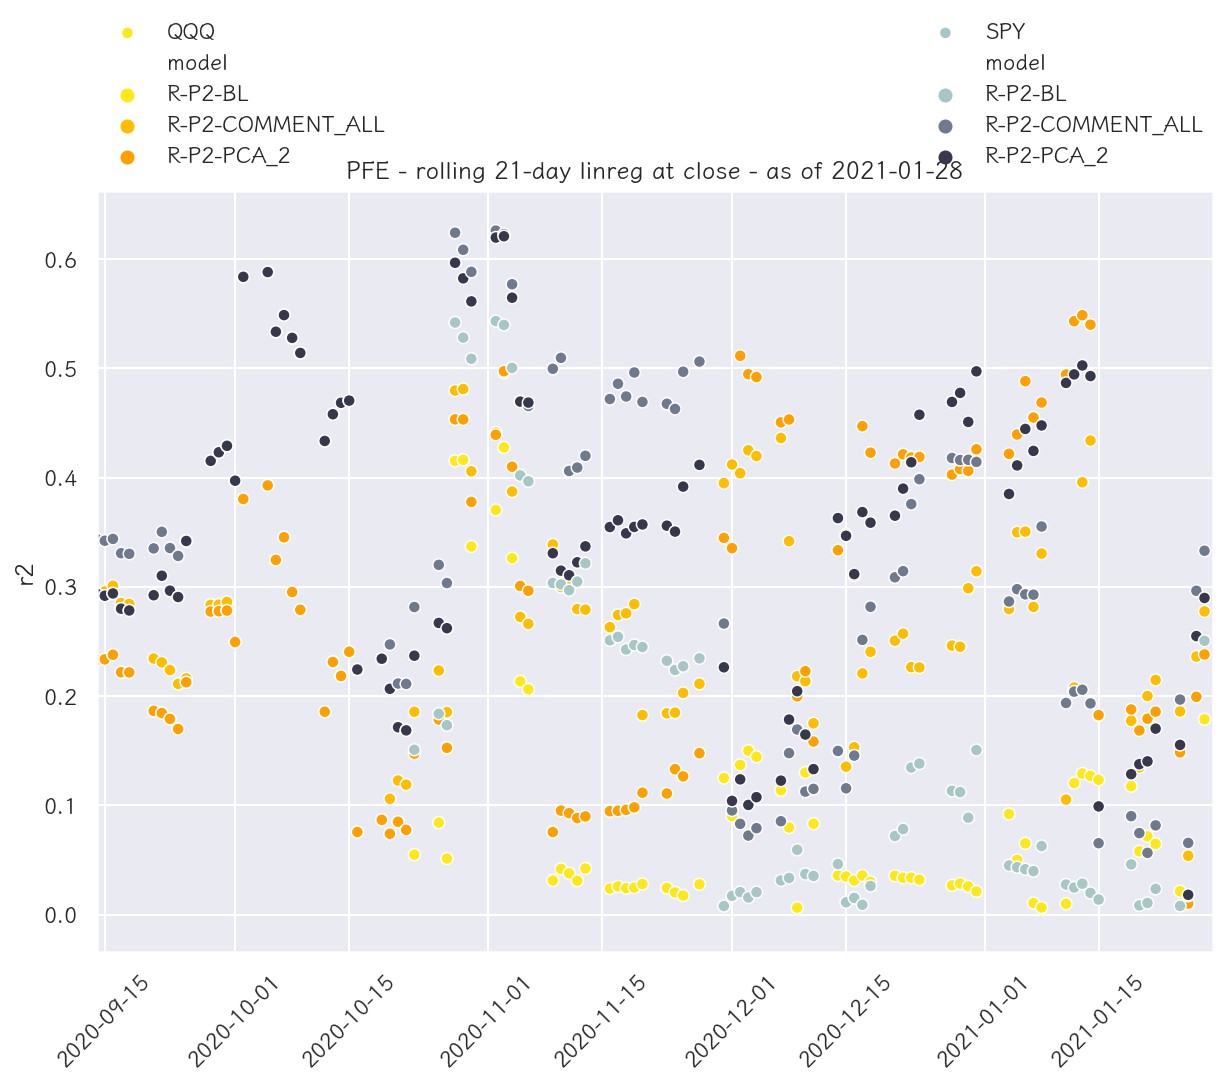 QQQ
model
R-P2-BL
R-P2-COMMENT_ALL
R-P2-PCA_2
SPY
model
R-P2-BL
R-P2-COMMENT_ALL
R-P2-PCA_2
PFE - rolling 21-day linreg at close - as of 2021-01-28
0.6
0.5
0.4
0.3
0.2
0.1
0.0
r2
2020-09-15
2020-10-01
2020-10-15
2020-11-01
2020-11-15
2020-12-01
2020-12-15
2021-01-01
2021-01-15